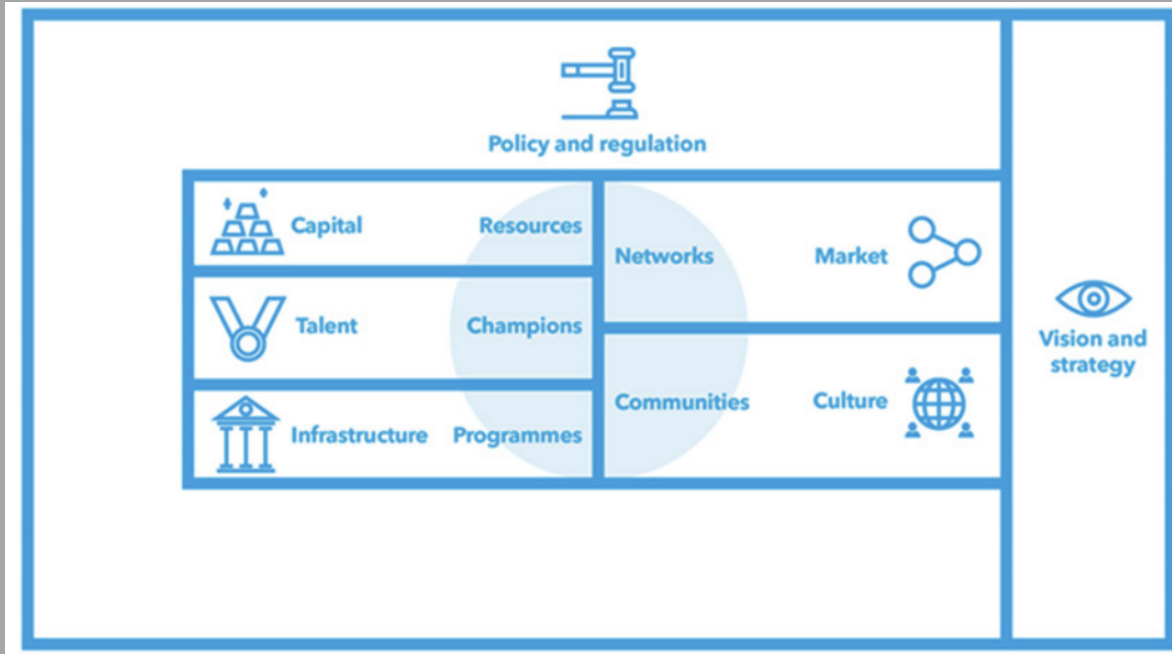 Policy and regulation
Capital
Resources
Talent
Champions
Infrastructure
Programmes
Networks
Market
Communities
Culture
Vision and
strategy